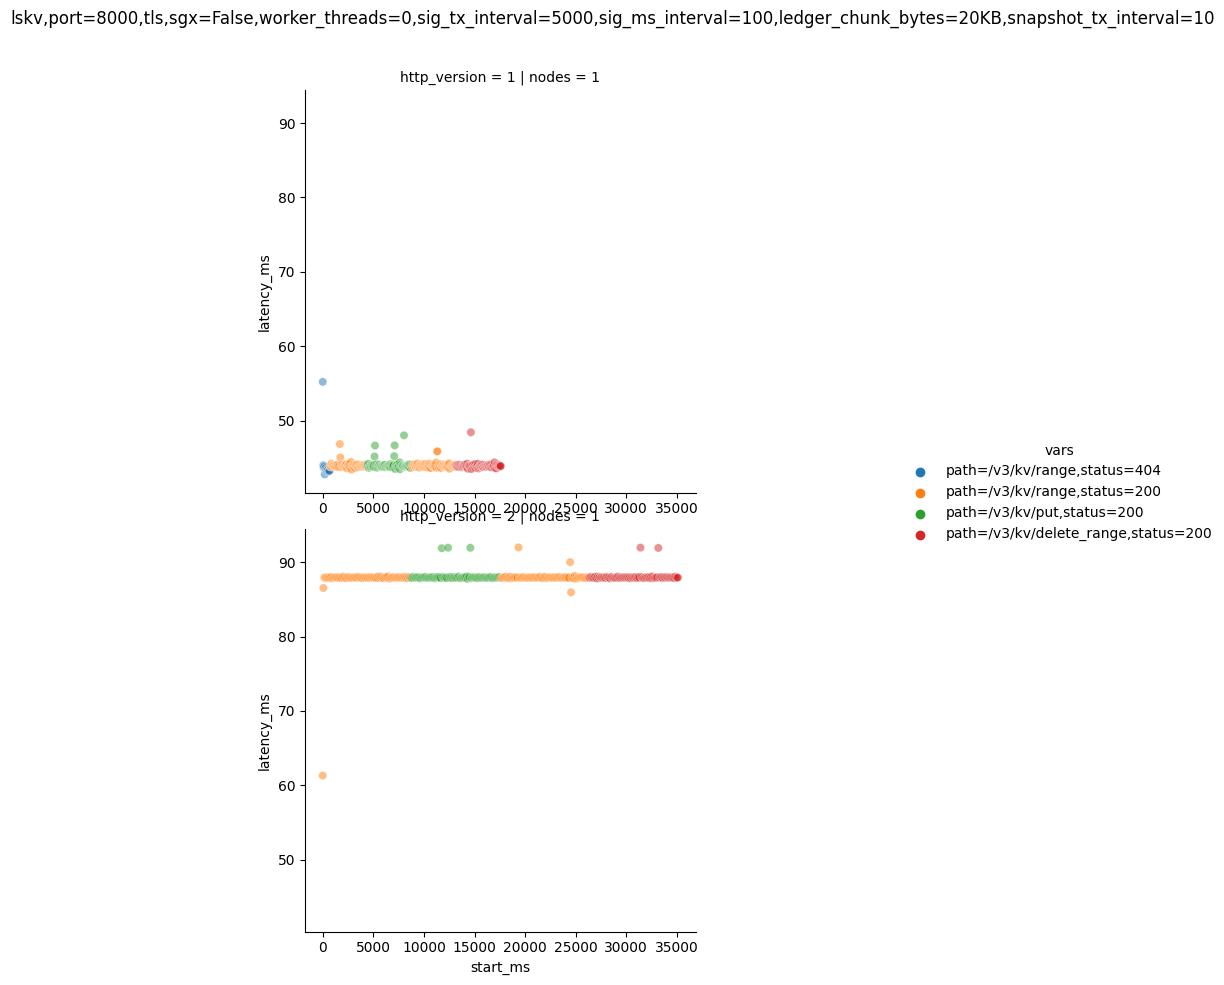 lskv,port=8000,tls,sgx=False,worker_threads=0,sig_tx_interval=5000,sig_ms_interval=100,ledger_chunk_bytes=20KB,snapshot_tx_interval=10
http_version = 1 | nodes = 1
90
80
70
60
50
latency_ms
0 5000 10000 15000 20000 25000 30000 35000
http_version = 2 | nodes = 1
90
80
70
60
50
latency_ms
0 5000 10000 15000 20000 25000 30000 35000
start_ms
vars
path=/v3/kv/range,status=404
path=/v3/kv/range,status=200
path=/v3/kv/put,status=200
path=/v3/kv/delete_range,status=200